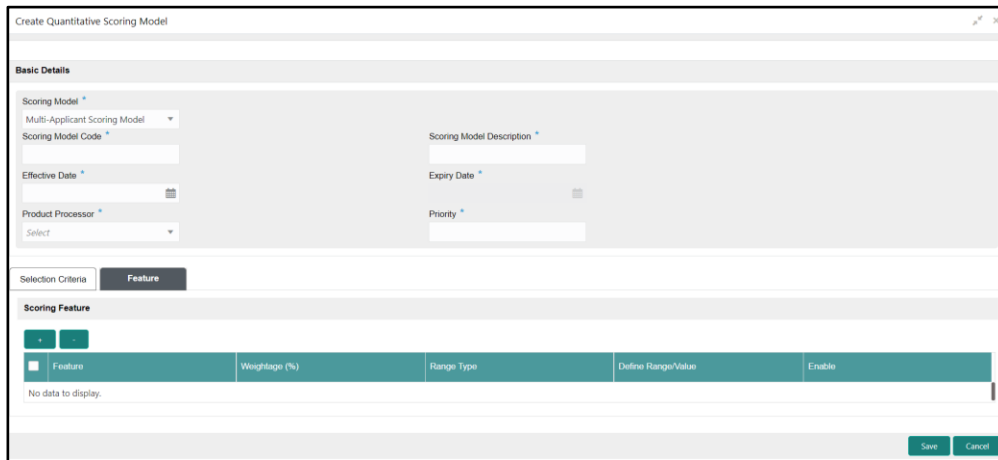 Create Quantitative Scoring Model
Basic Details
Scoring Model *
Multi-Applicant Scoring Model
Scoring Model Code *
Scoring Model Description *
Effective Date *
Expiry Date *
Product Processor *
Priority *
Select
Selection Criteria
Feature
Scoring Feature
+ -
Feature Weightage (%) Range Type Define Range/Value Enable
No data to display.
Save Cancel